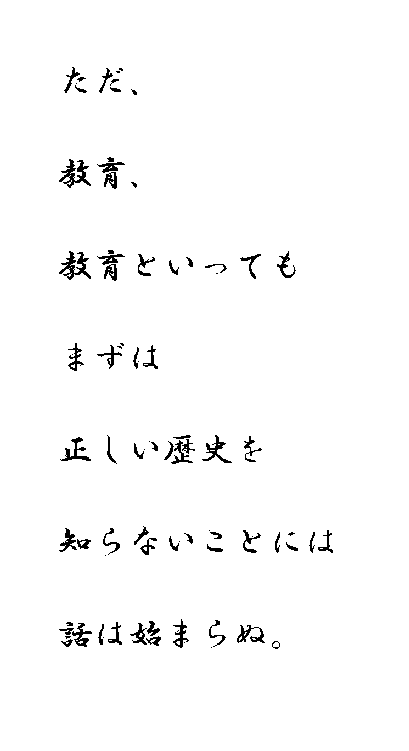 ただ、
教育、
教育といっても
まずは
正しい歴史を
知らないことには
話は始まらぬ。